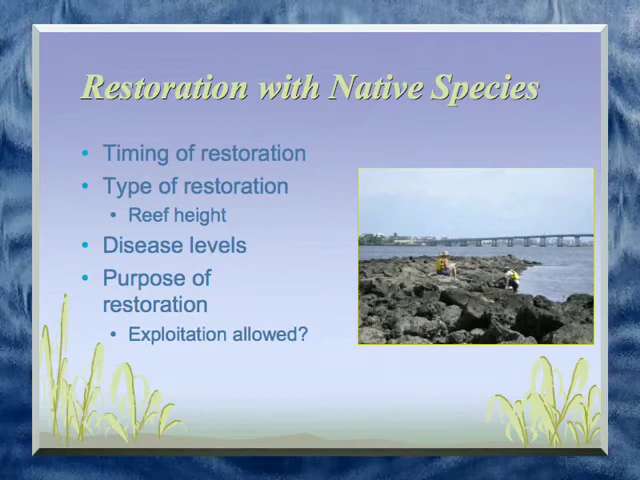 Restoration with Native Species
• Timing of restoration
• Type of restoration
• Reef height
• Disease levels
• Purpose of
restoration
• Exploitation allowed?